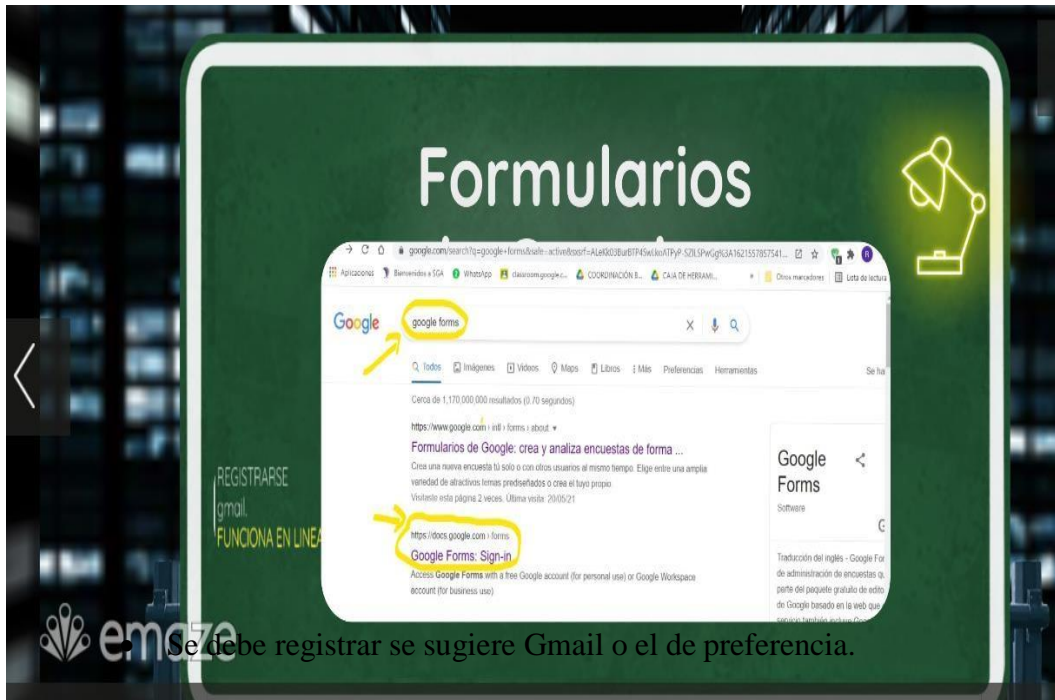 Formularios
google.com/search?q=google+forms&safe=active&sxsrf=
Aplicaciones Bienvenidos a SGA WhatsApp classroom.google.c... COORDINACIÓN B... CAJA DE HERRAMI... » Otros marcadores Lista de lectura
Google google forms
Todos Imágenes Videos Maps Libros Más Preferencias Herramientas Se ha
Cerca de 1,170,000,000 resultados (0.70 segundos)
https://www.google.com › intl › forms › about
Formularios de Google: crea y analiza encuestas de forma ...
Crea una nueva encuesta tú solo o con otros usuarios al mismo tiempo. Elige entre una amplia
variedad de atractivos temas prediseñados o crea el tuyo propio.
Visitaste esta página 2 veces. Última visita: 20/05/21
https://docs.google.com › forms
Google Forms: Sign-in
Access Google Forms with a free Google account (for personal use) or Google Workspace
account (for business use)
Google
Forms
Software
Traducción del inglés - Google For
de administración de encuestas q
parte del paquete gratuito de edito
de Google basado en la web que
servicio también incluye
REGISTRARSE
gmail.
FUNCIONA EN LINEA
emaze
Se debe registrar se sugiere Gmail o el de preferencia.